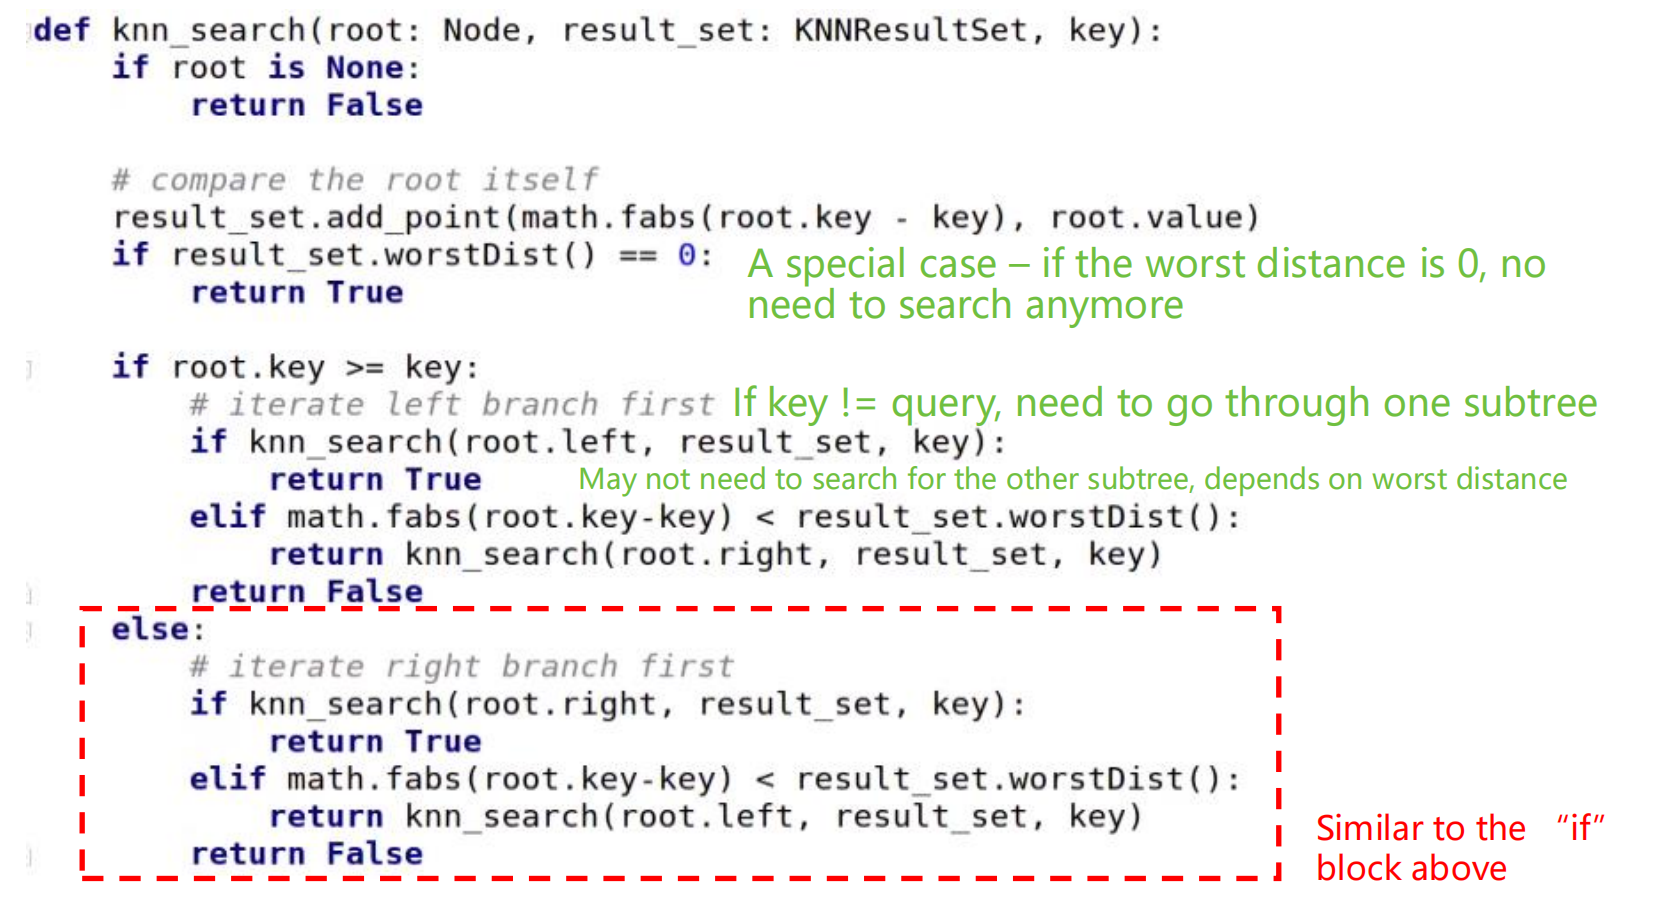 def knn_search(root: Node, result_set: KNNResultSet, key):
if root is None:
return False
# compare the root itself
result_set.add_point(math.fabs(root.key - key), root.value)
if result_set.worstDist() == 0:
A special case – if the worst distance is 0, no
need to search anymore
return True
if root.key >= key:
# iterate left branch first
If key != query, need to go through one subtree
if knn_search(root.left, result_set, key):
return True
May not need to search for the other subtree, depends on worst distance
elif math.fabs(root.key-key) < result_set.worstDist():
return knn_search(root.right, result_set, key)
return False
else:
# iterate right branch first
if knn_search(root.right, result_set, key):
return True
elif math.fabs(root.key-key) < result_set.worstDist():
return knn_search(root.left, result_set, key)
return False
Similar to the “if”
block above